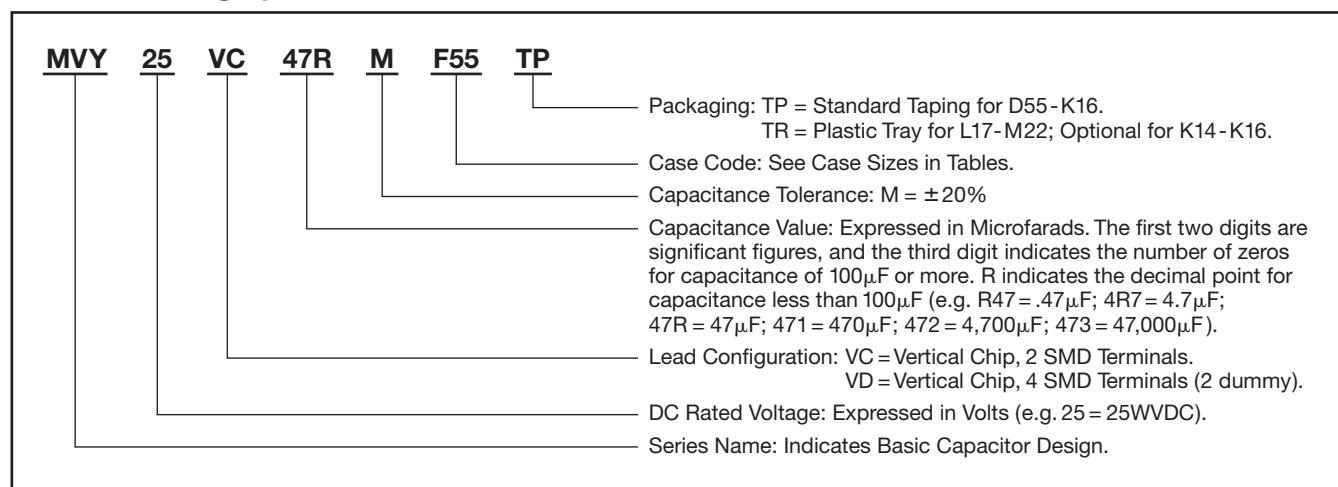 MVY 25 VC 47R M F55 TP
Packaging: TP = Standard Taping for D55-K16.
TR = Plastic Tray for L17-M22; Optional for K14-K16.
Case Code: See Case Sizes in Tables.
Capacitance Tolerance: M = ±20%
Capacitance Value: Expressed in Microfarads. The first two digits are
significant figures, and the third digit indicates the number of zeros
for capacitance of 100μF or more. R indicates the decimal point for
capacitance less than 100μF (e.g. R47 = .47μF; 4R7 = 4.7μF;
47R = 47μF; 471 = 470μF; 472 = 4,700μF; 473 = 47,000μF).
Lead Configuration: VC = Vertical Chip, 2 SMD Terminals.
VD = Vertical Chip, 4 SMD Terminals (2 dummy).
DC Rated Voltage: Expressed in Volts (e.g. 25 = 25WVDC).
Series Name: Indicates Basic Capacitor Design.